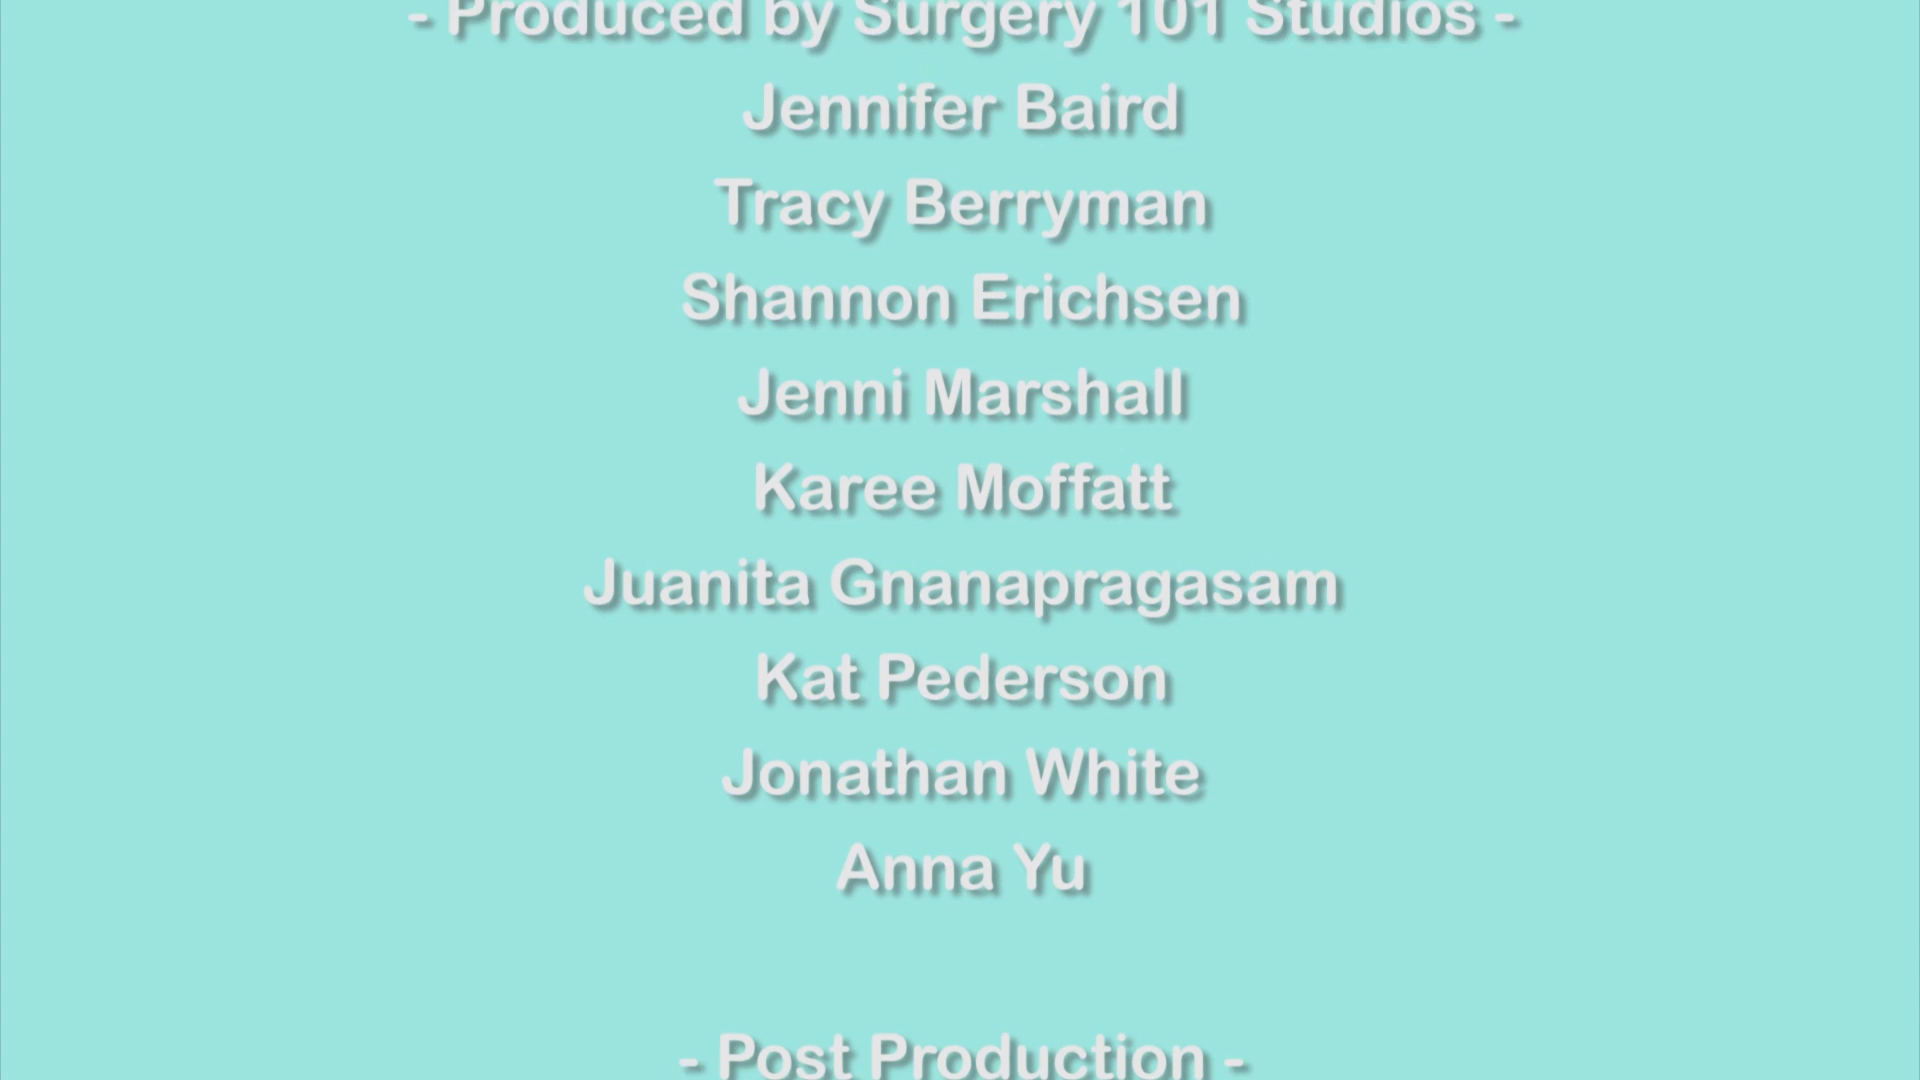 - Produced by Surgery 101 Studios -
Jennifer Baird
Tracy Berryman
Shannon Erichsen
Jenni Marshall
Karee Moffatt
Juanita Gnanapragasam
Kat Pederson
Jonathan White
Anna Yu
- Post Production -